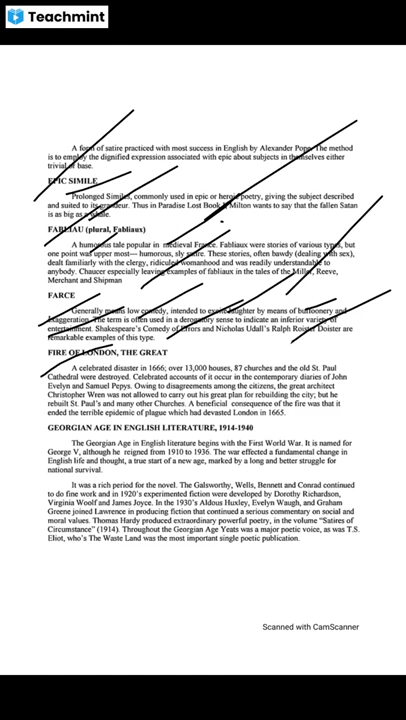 Teachmint
A form of satire practiced with most success in English by Alexander Pope. The method
is to employ the dignified expression associated with epic about subjects in themselves either
trivial or base.
EPIC SIMILE
Prolonged Similes, commonly used in epic or heroic poetry, giving the subject described
and suited to its grandeur. Thus in Paradise Lost Book I, Milton wants to say that the fallen Satan
is as big as a whale.
FABLIAU (plural, Fabliaux)
A humorous tale popular in medieval France. Fabliaux were stories of various types, but
one point was upper most— humorous, sly satire. These stories, often bawdy (dealing with sex),
dealt familiarly with the clergy, ridiculed womanhood and was readily understandable to
anybody. Chaucer especially leaving examples of fabliaux in the tales of the Miller, Reeve,
Merchant and Shipman
FARCE
Generally means low comedy, intended to excite laughter by means of buffoonery and
exaggeration. The term is often used in a derogatory sense to indicate an inferior variety of
entertainment. Shakespeare's Comedy of Errors and Nicholas Udall's Ralph Roister Doister are
remarkable examples of this type.
FIRE OF LONDON, THE GREAT
A celebrated disaster in 1666; over 13,000 houses, 87 churches and the old St. Paul
Cathedral were destroyed. Celebrated accounts of it occur in the contemporary diaries of John
Evelyn and Samuel Pepys. Owing to disagreements among the citizens, the great architect
Christopher Wren was not allowed to carry out his great plan for rebuilding the city; but he
rebuilt St. Paul's and many other Churches. A beneficial consequence of the fire was that it
ended the terrible epidemic of plague which had devasted London in 1665.
GEORGIAN AGE IN ENGLISH LITERATURE, 1914-1940
The Georgian Age in English literature begins with the First World War. It is named for
George V, although he reigned from 1910 to 1936. The war effected a fundamental change in
English life and thought, a true start of a new age, marked by a long and better struggle for
national survival.
It was a rich period for the novel. The Galsworthy, Wells, Bennett and Conrad continued
to do fine work and in 1920's experimented fiction were developed by Dorothy Richardson,
Virginia Woolf and James Joyce. In the 1930's Aldous Huxley, Evelyn Waugh, and Graham
Greene joined Lawrence in producing fiction that continued a serious commentary on social and
moral values. Thomas Hardy produced extraordinary powerful poetry, in the volume "Satires of
Circumstance" (1914). Throughout the Georgian Age Yeats was a major poetic voice, as was T.S.
Eliot, who's The Waste Land was the most important single poetic publication.
Scanned with CamScanner